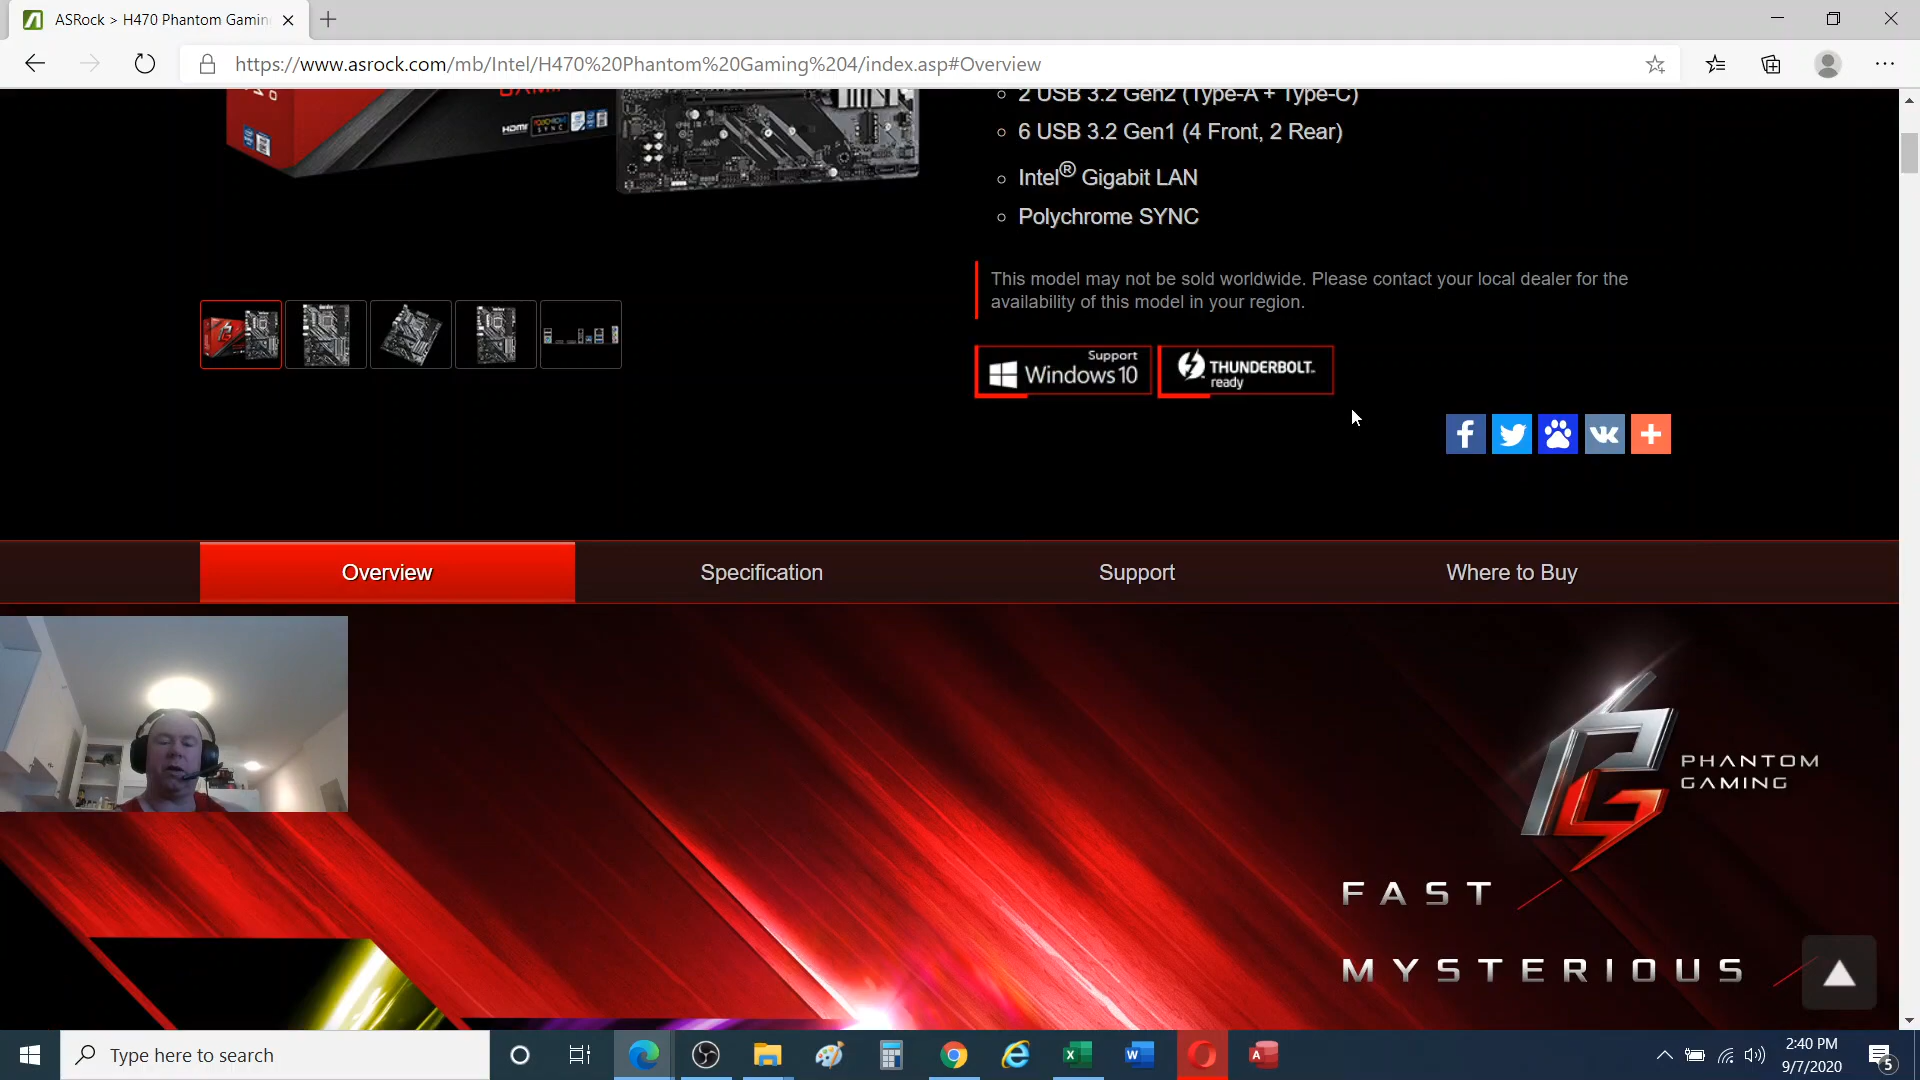 ASRock > H470 Phantom Gamin
https://www.asrock.com/mb/Intel/H470%20Phantom%20Gaming%204/index.asp#Overview
2 USB 3.2 Gen2 (Type-A + Type-C)
6 USB 3.2 Gen1 (4 Front, 2 Rear)
Intel® Gigabit LAN
Polychrome SYNC
HDMI
This model may not be sold worldwide. Please contact your local dealer for the
availability of this model in your region.
Support
Windows 10
THUNDERBOLT™
ready
Overview
Specification
Support
Where to Buy
PHANTOM
GAMING
FAST
MYSTERIOUS
Type here to search
2:40 PM
9/7/2020
5